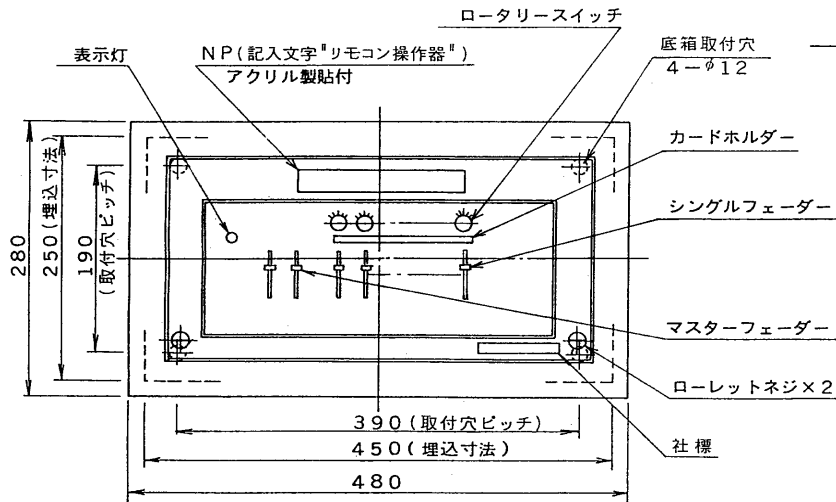 ロータリースイッチ
表示灯
NP(記入文字"リモコン操作器")
アクリル製貼付
底箱取付穴
4-φ12
カードホルダー
シングルフェーダー
マスターフェーダー
ローレットネジ×2
社標
280
250(埋込寸法)
190
(取付穴ピッチ)
390(取付穴ピッチ)
450(埋込寸法)
480